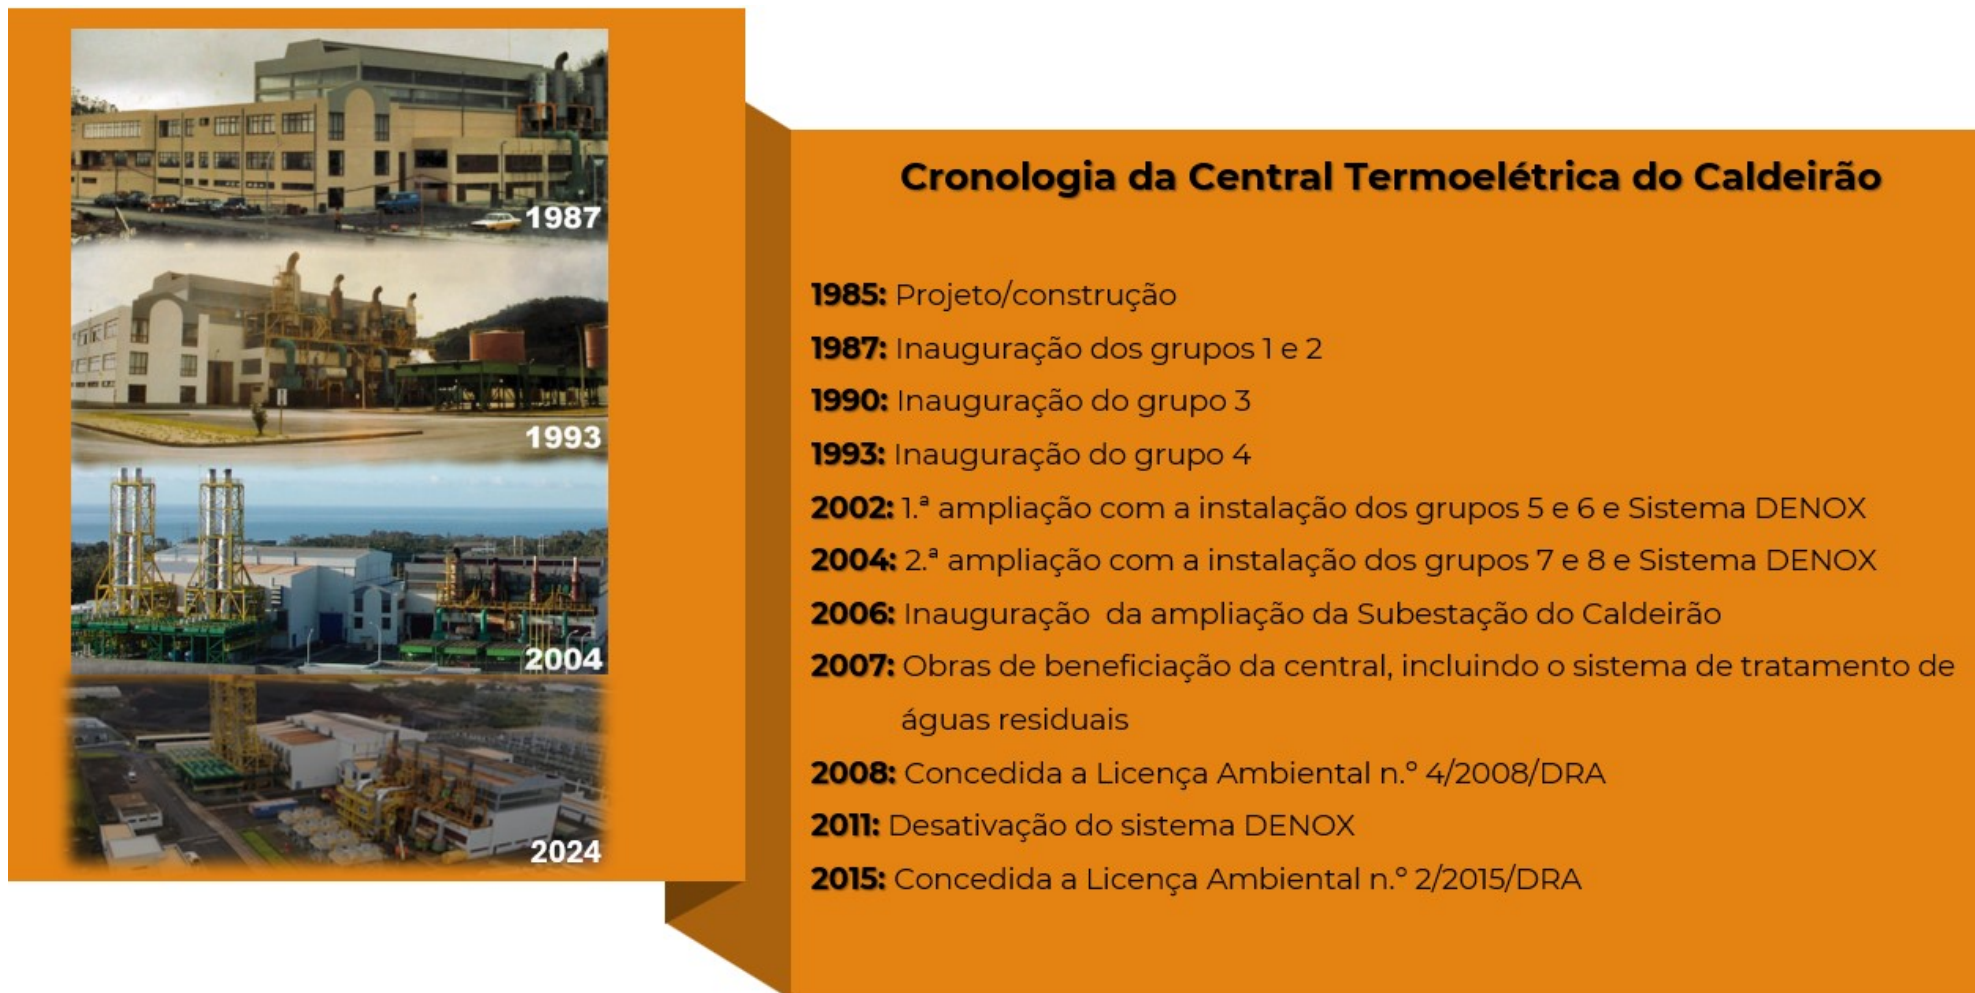 1987
1993
2004
2024
Cronologia da Central Termoelétrica do Caldeirão
1985: Projeto/construção
1987: Inauguração dos grupos 1 e 2
1990: Inauguração do grupo 3
1993: Inauguração do grupo 4
2002: 1.ª ampliação com a instalação dos grupos 5 e 6 e Sistema DENOX
2004: 2.ª ampliação com a instalação dos grupos 7 e 8 e Sistema DENOX
2006: Inauguração  da ampliação da Subestação do Caldeirão
2007: Obras de beneficiação da central, incluindo o sistema de tratamento de
águas residuais
2008: Concedida a Licença Ambiental n.º 4/2008/DRA
2011: Desativação do sistema DENOX
2015: Concedida a Licença Ambiental n.º 2/2015/DRA